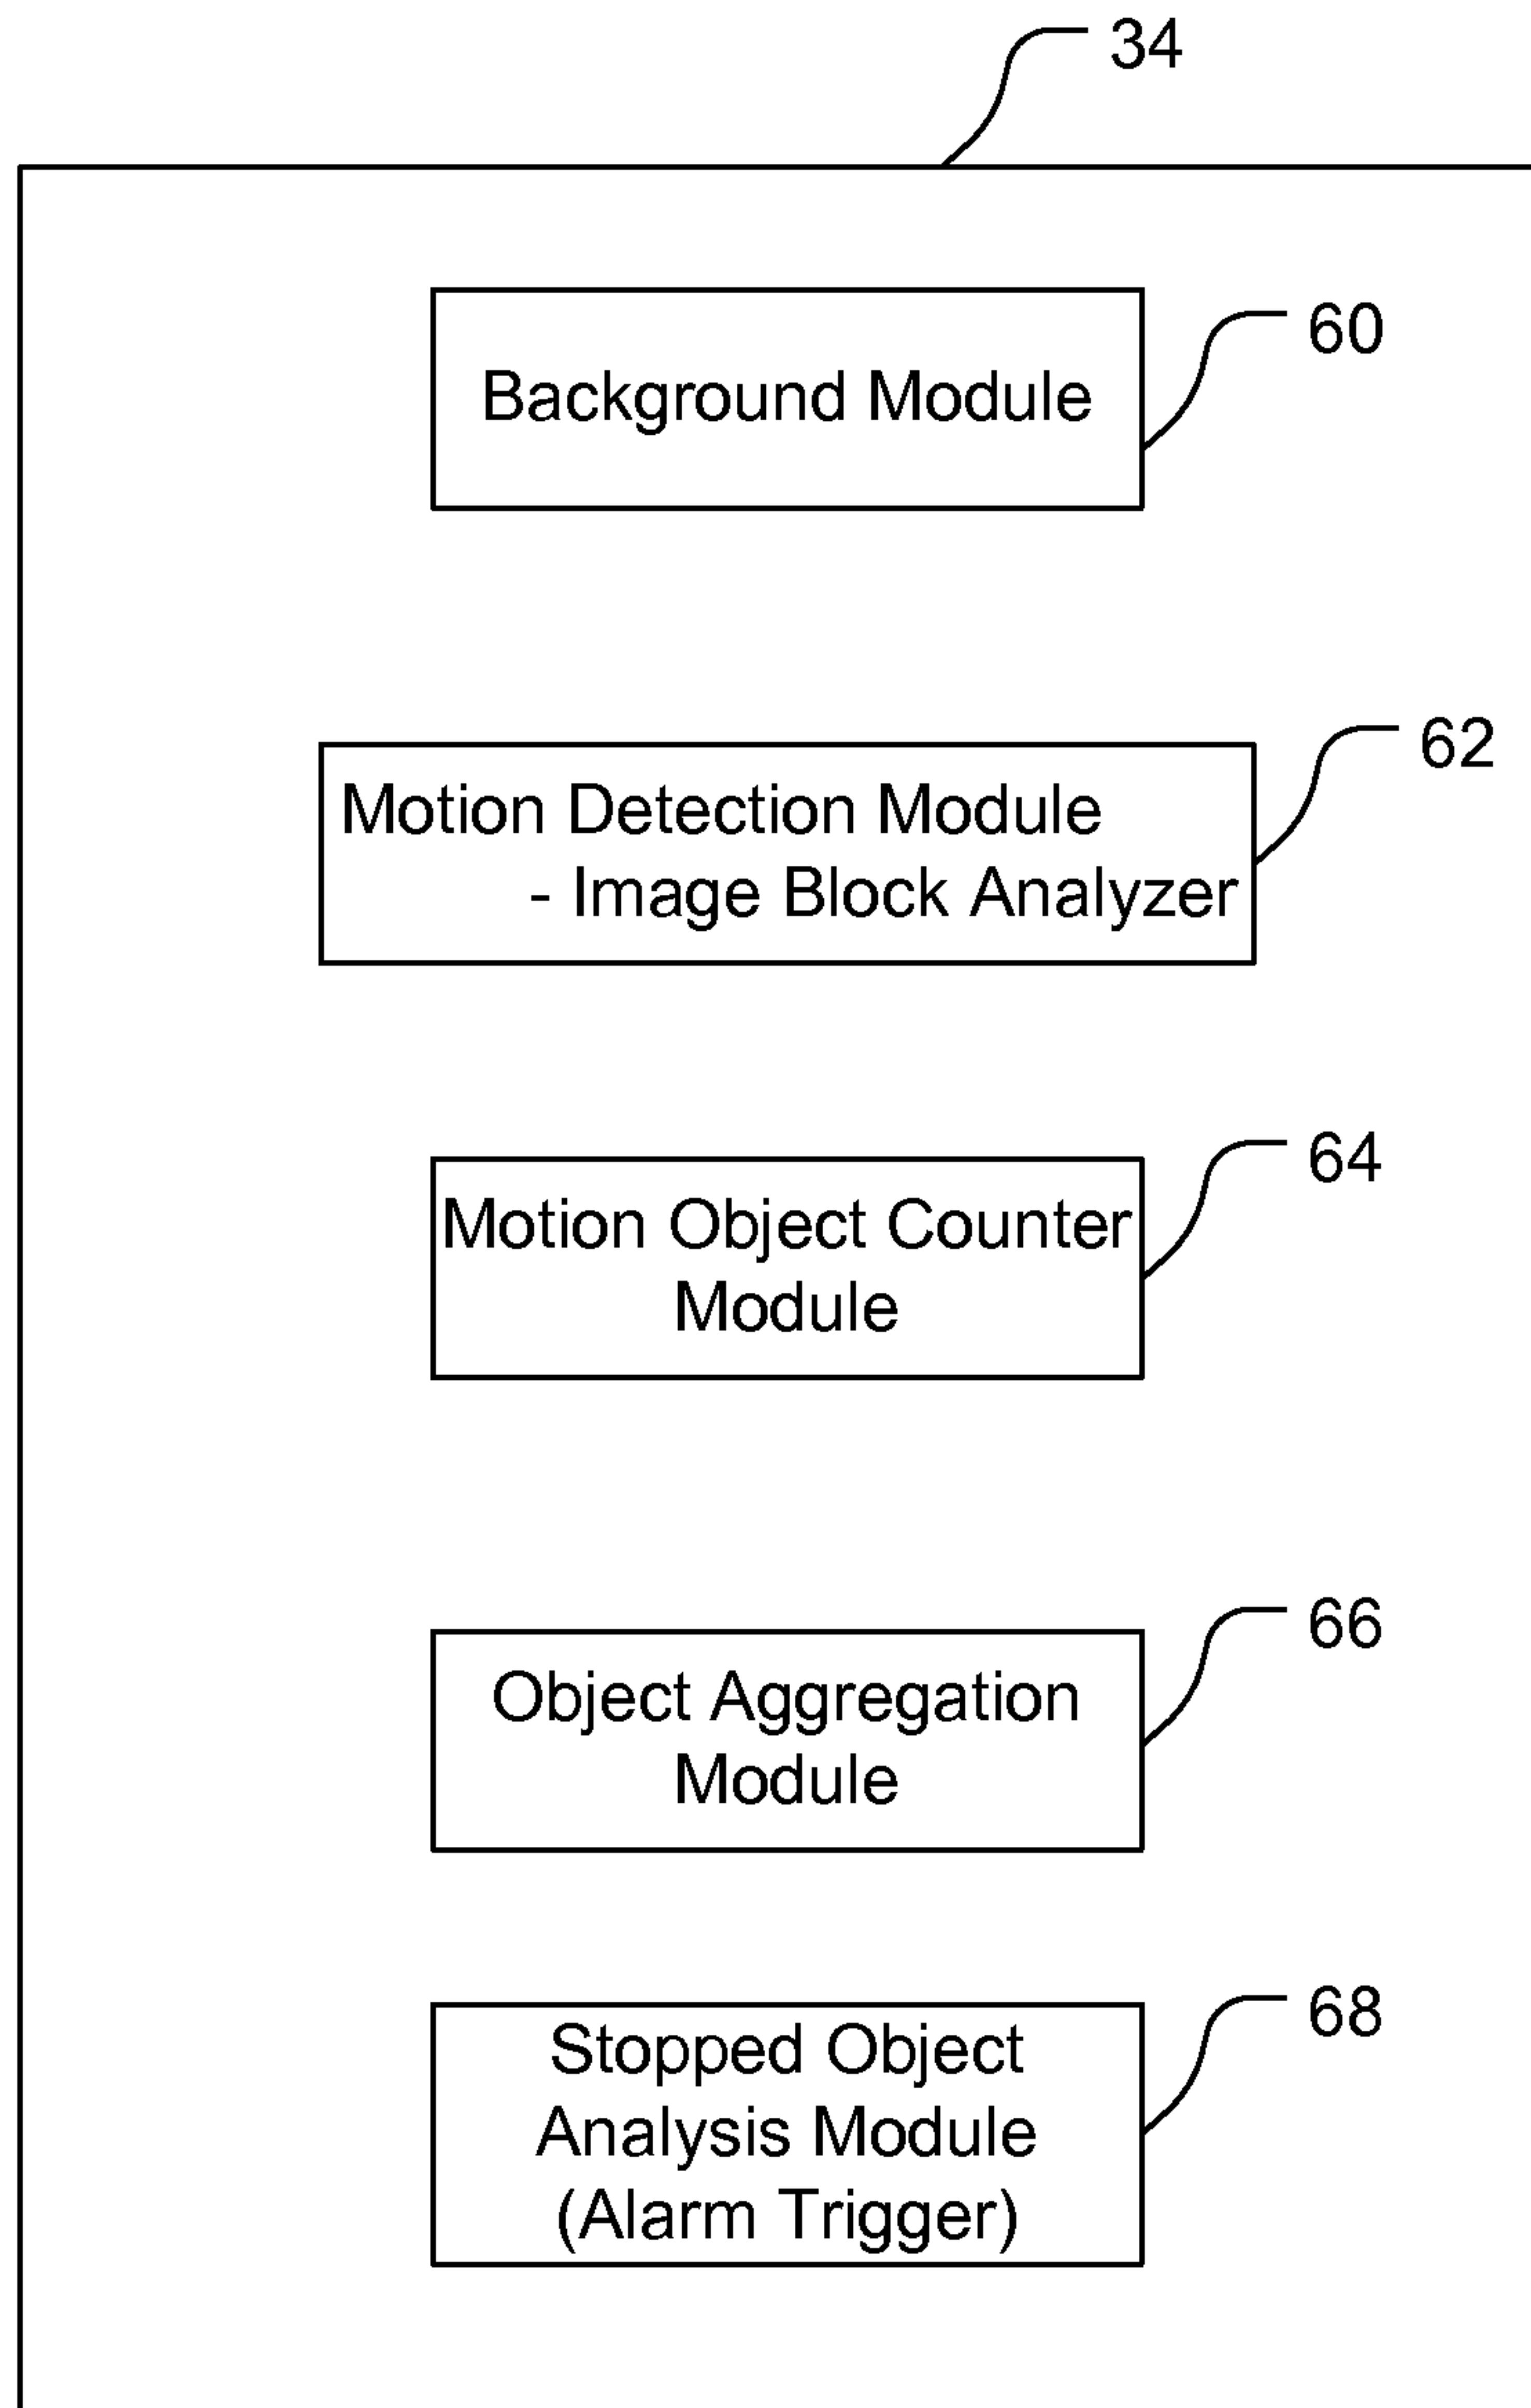 34
Background Module
60
Motion Detection Module
- Image Block Analyzer
62
Motion Object Counter
Module
64
Object Aggregation
Module
66
Stopped Object
Analysis Module
(Alarm Trigger)
68